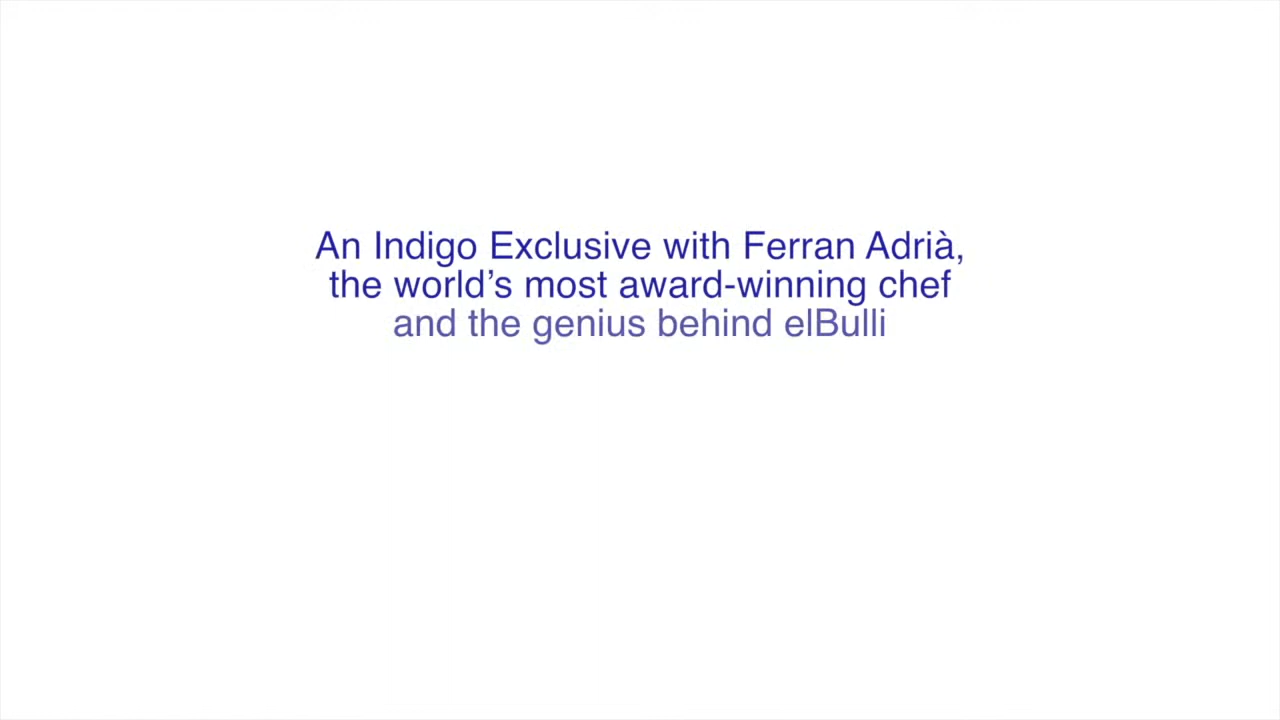 An Indigo Exclusive with Ferran Adrià,
the world’s most award-winning chef
and the genius behind elBulli